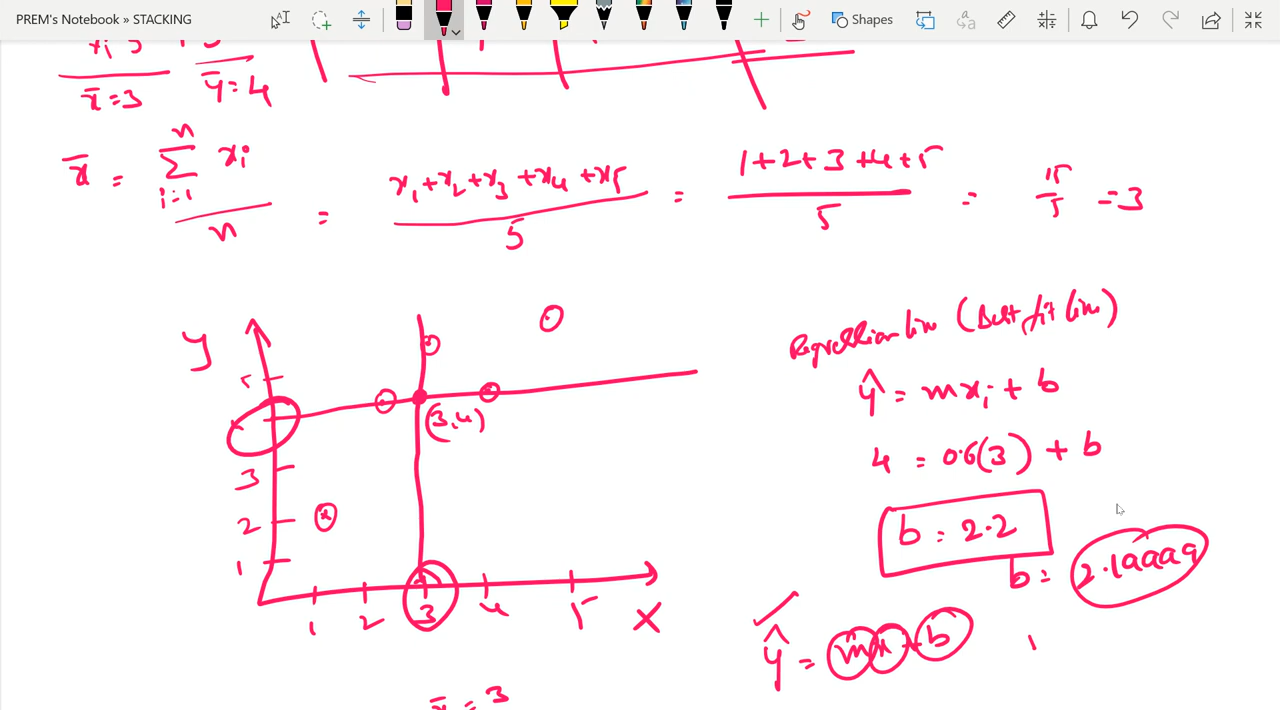 PREM's Notebook » STACKING
Shapes
x̄ = 3 ȳ = 4
x̄ = Σ i=1 n xi / n = x1+x2+x3+x4+x5 / 5 = 1+2+3+4+5 / 5 = 15 / 5 = 3
Regression line (Best fit line)
ŷ = mxi + b
4 = 0.6(3) + b
b = 2.2
b = 2.19999
ŷ = mx + b
y
5
3
2
1
(3,4)
1 2 3 4 5 x
x̄ = 3